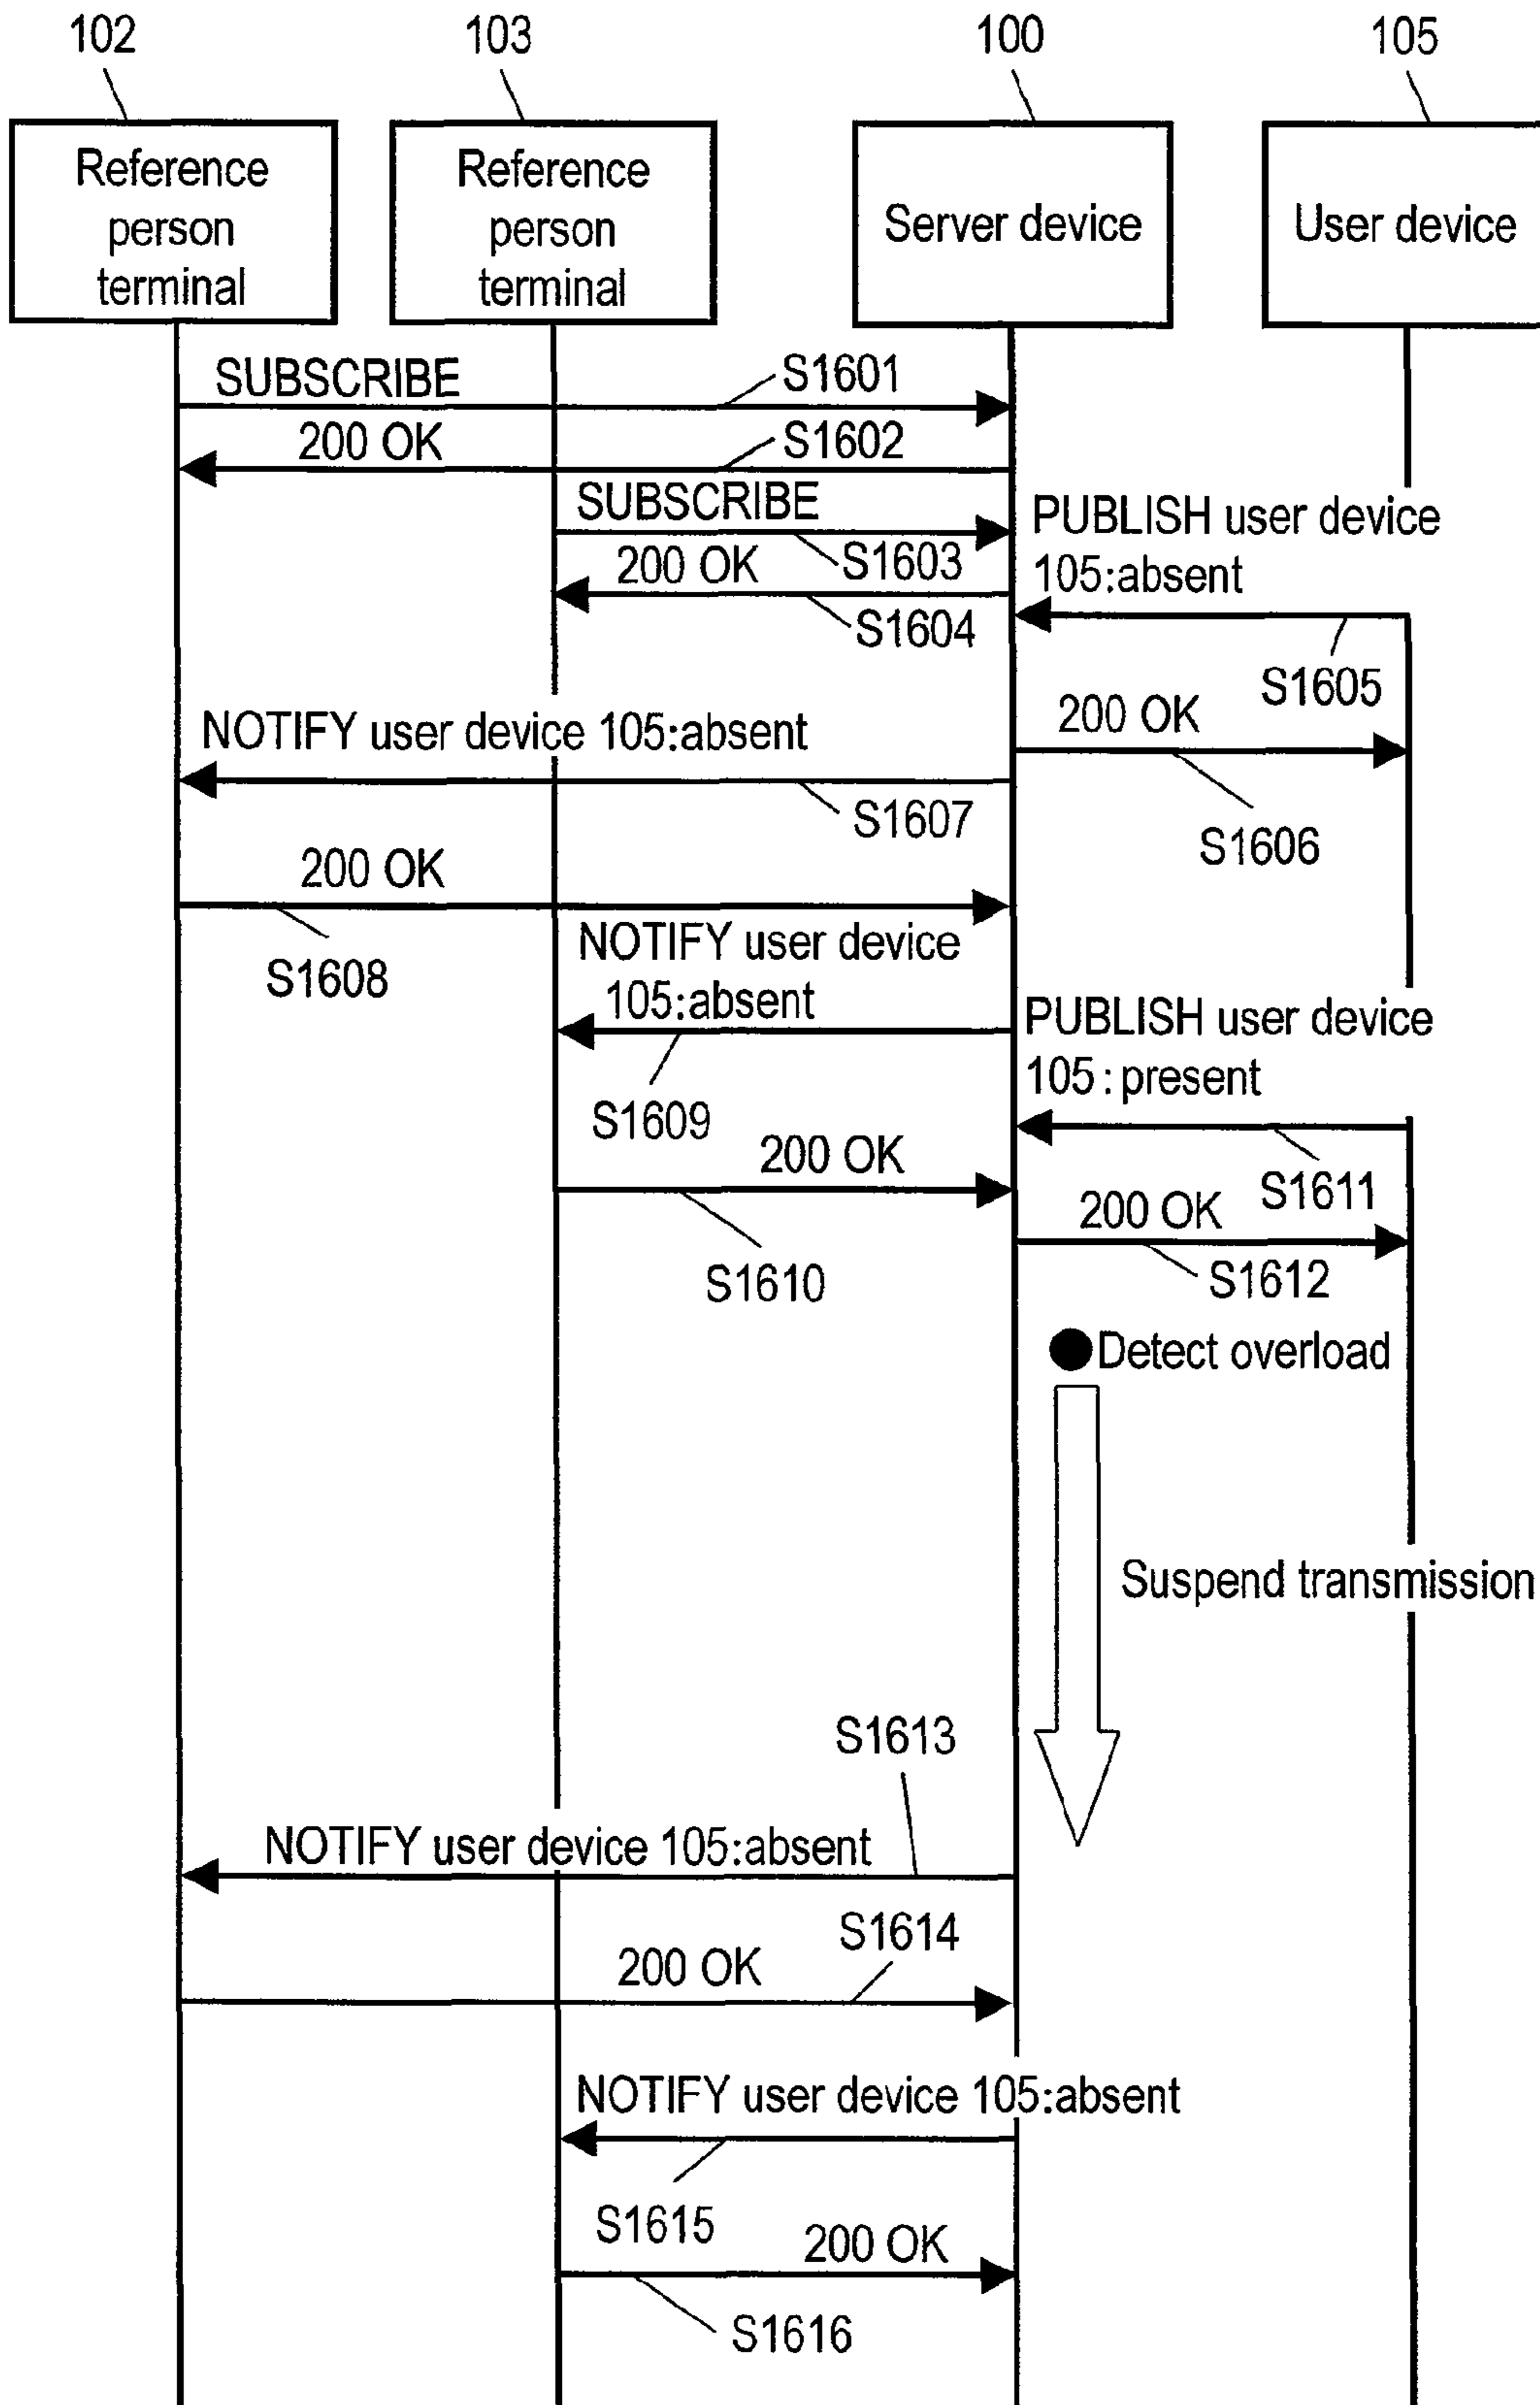 102
103
100
105
Reference
person
terminal
Reference
person
terminal
Server device
User device
SUBSCRIBE
S1601
200 OK
S1602
SUBSCRIBE
S1603
200 OK
S1604
PUBLISH user device
105:absent
S1605
200 OK
S1606
NOTIFY user device 105:absent
S1607
200 OK
S1608
NOTIFY user device
105:absent
S1609
PUBLISH user device
105 : present
S1611
200 OK
S1610
200 OK
S1612
Detect overload
Suspend transmission
S1613
NOTIFY user device 105:absent
S1614
200 OK
NOTIFY user device 105:absent
S1615
200 OK
S1616